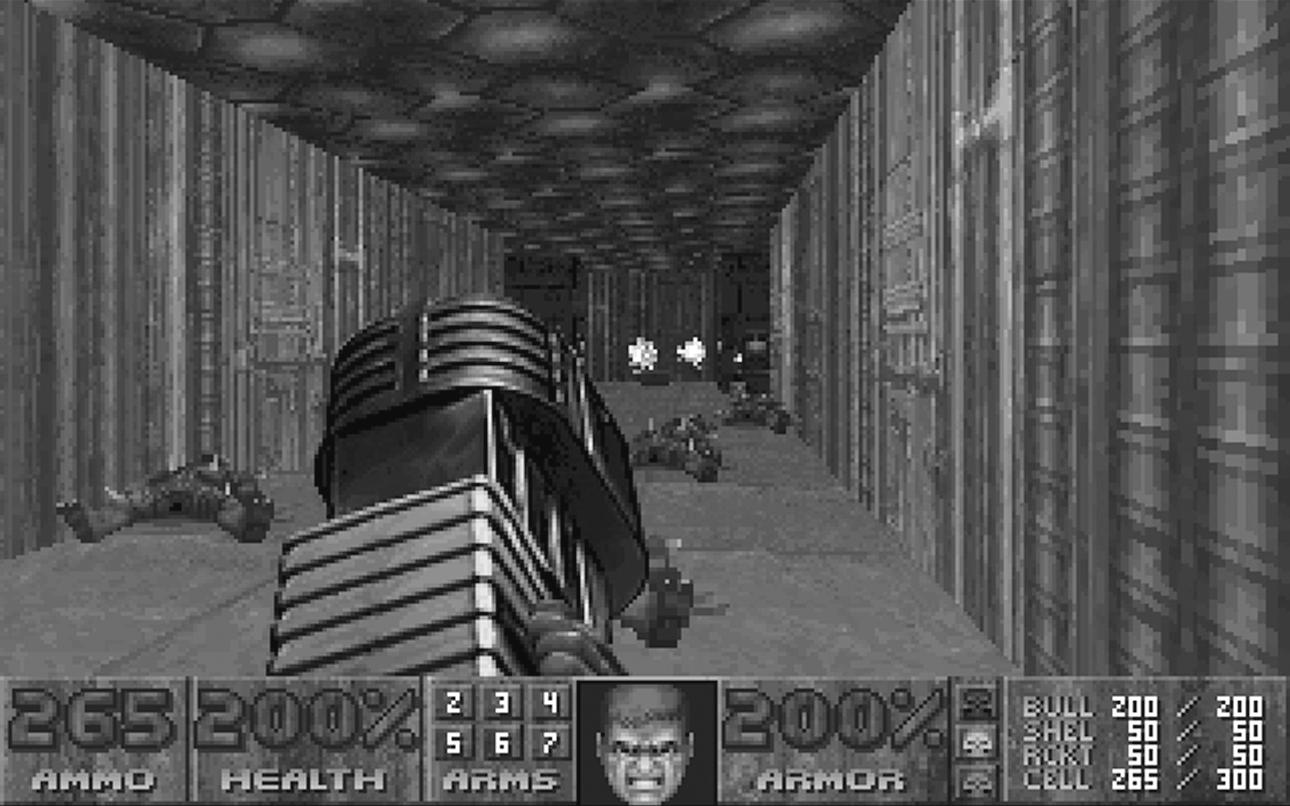 265 200% 2 3 4 200% BULL 200 / 200
5 6 7 SHEL 50 / 50
RCKT 50 / 50
AMMO HEALTH ARMS ARMOR CELL 265 / 300